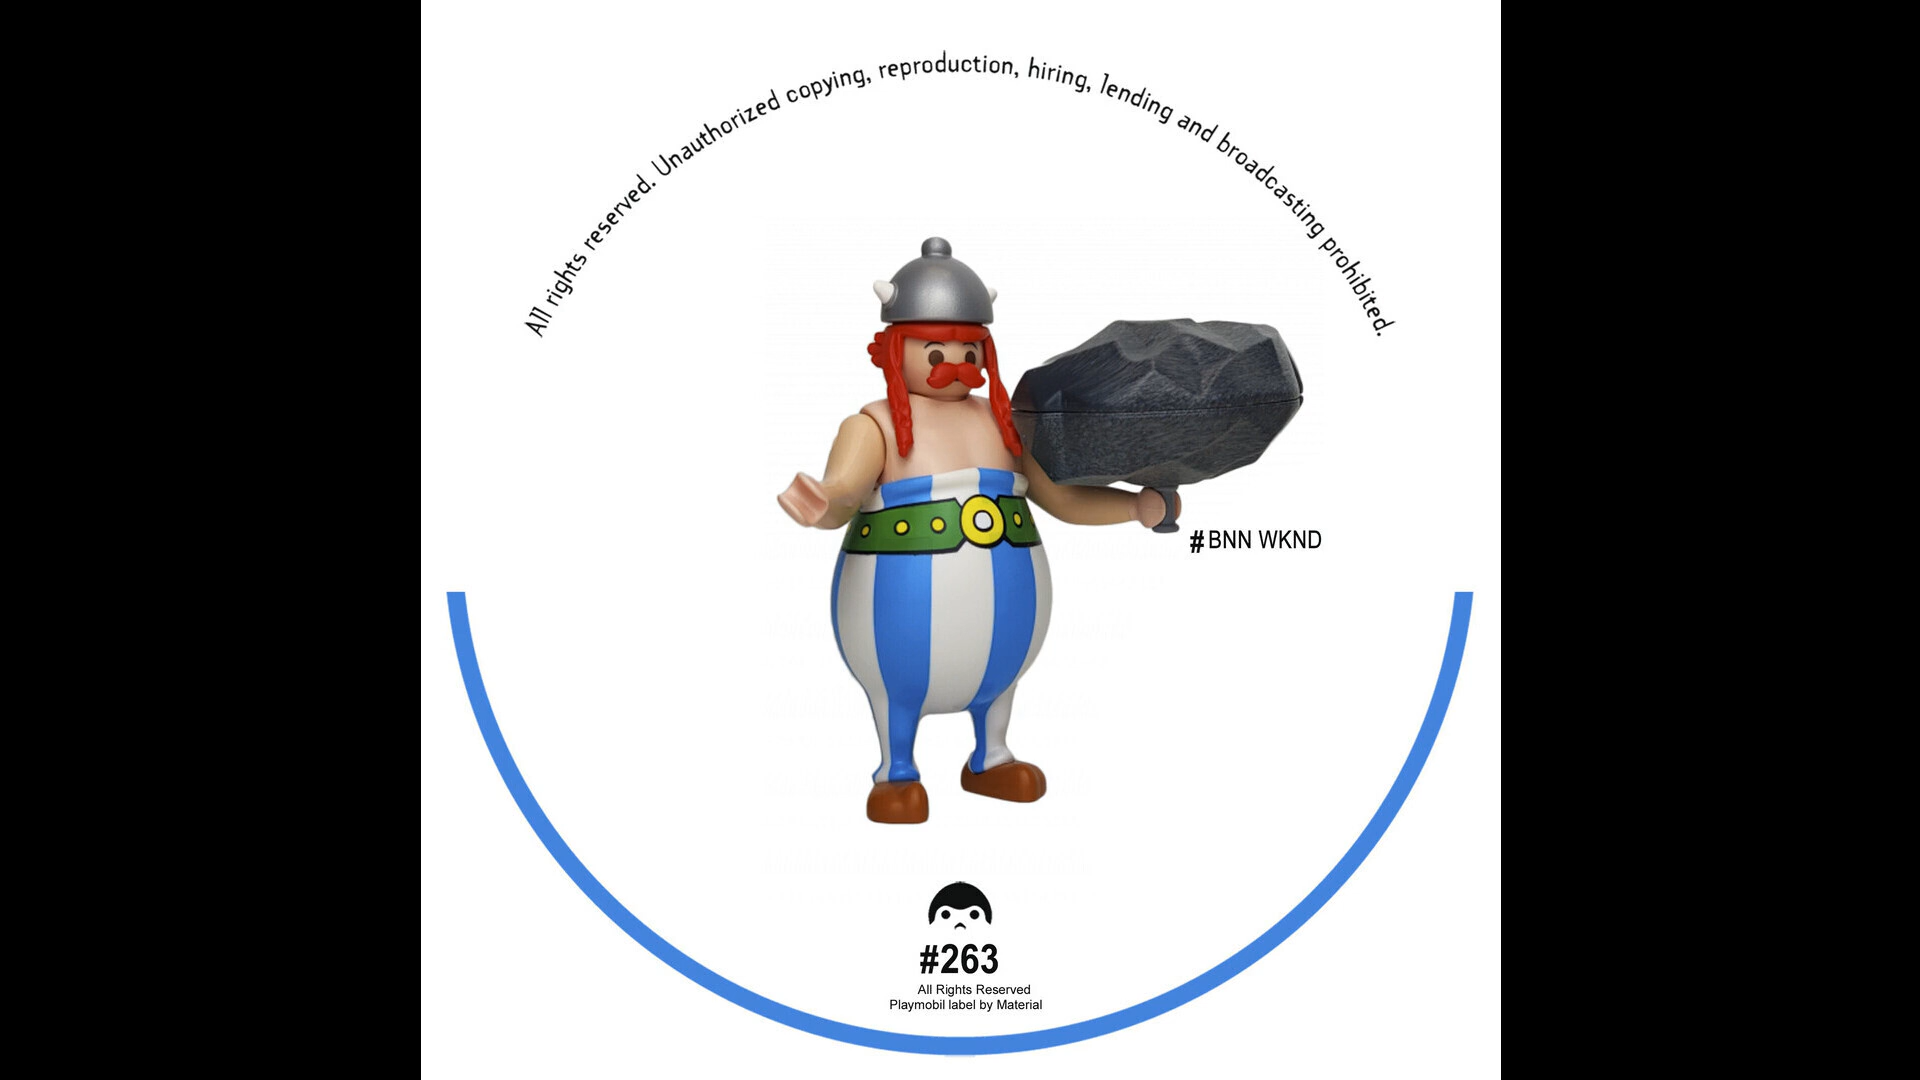 All rights reserved. Unauthorized copying, reproduction, hiring, lending and broadcasting prohibited.
#BNN WKND
#263
All Rights Reserved
Playmobil label by Material